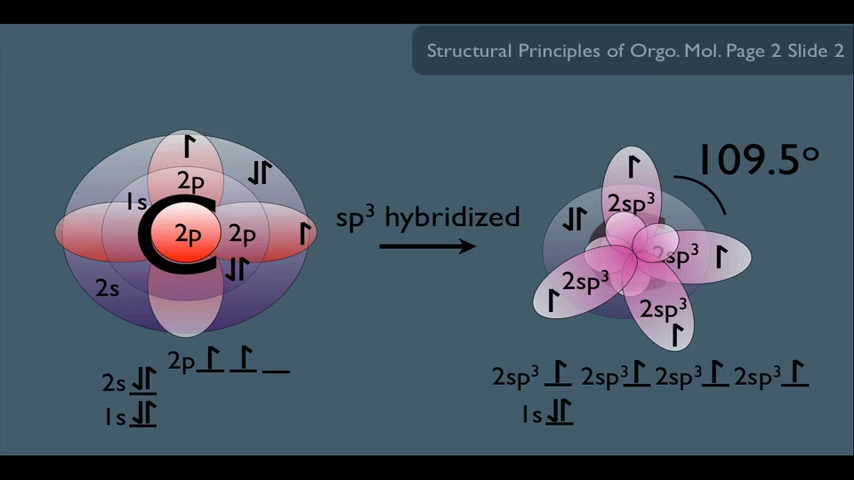 Structural Principles of Orgo. Mol. Page 2 Slide 2
109.5º
2p
1s
C
2p
2p
2s
sp³ hybridized
2sp³
2sp³
2sp³
2sp³
2p ↿ ↿ _
2s ⥯
1s ⥯
2sp³ ↿ 2sp³ ↿ 2sp³ ↿ 2sp³ ↿
1s ⥯